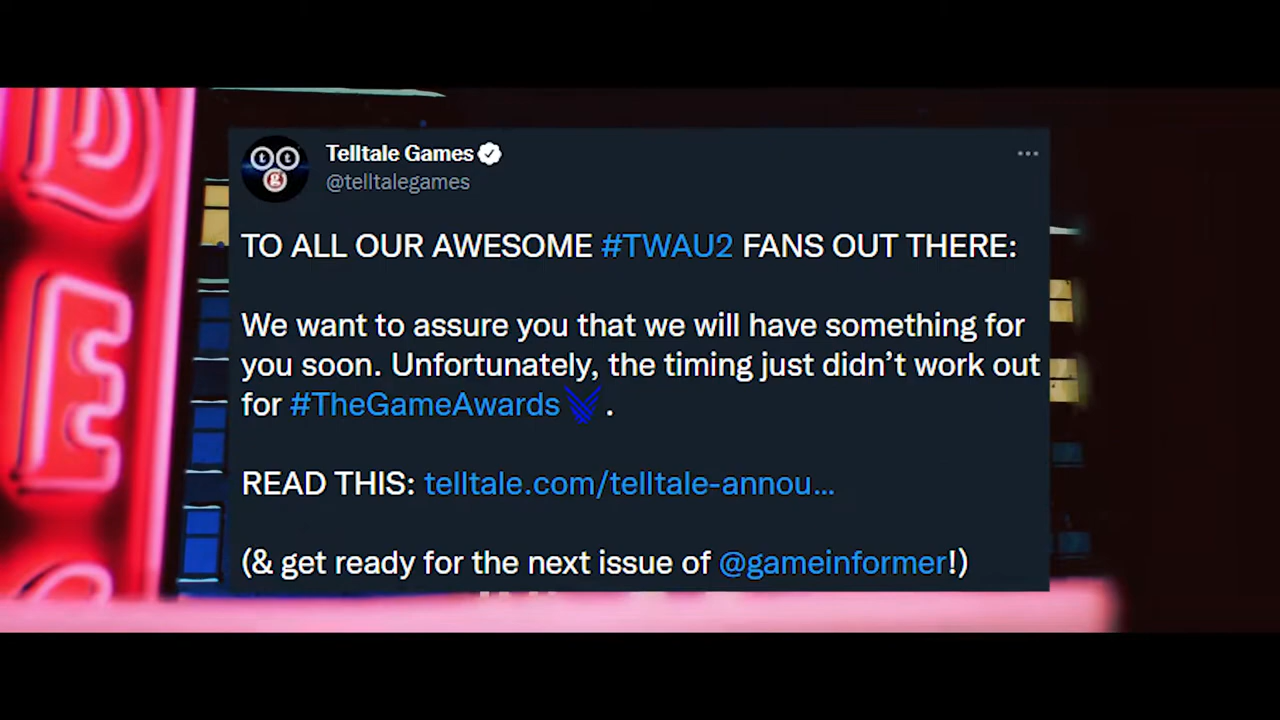 Telltale Games
@telltalegames
TO ALL OUR AWESOME #TWAU2 FANS OUT THERE:
We want to assure you that we will have something for
you soon. Unfortunately, the timing just didn’t work out
for #TheGameAwards .
READ THIS: telltale.com/telltale-annou...
(& get ready for the next issue of @gameinformer!)